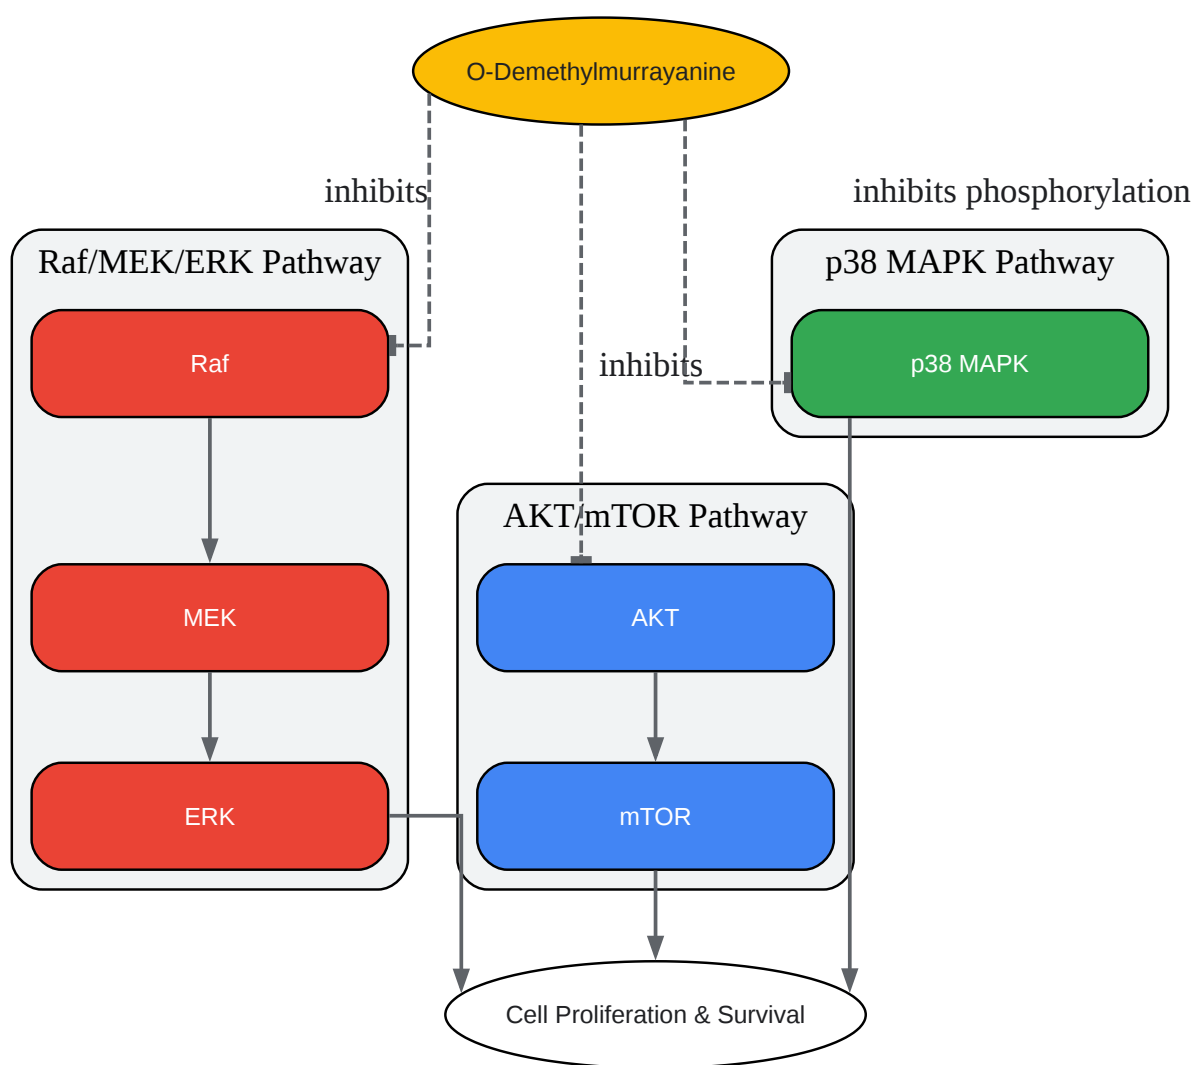 O-Demethylmurrayanine
inhibits
inhibits phosphorylation
Raf/MEK/ERK Pathway
p38 MAPK Pathway
Raf
inhibits
p38 MAPK
AKT/mTOR Pathway
MEK
AKT
ERK
mTOR
Cell Proliferation & Survival